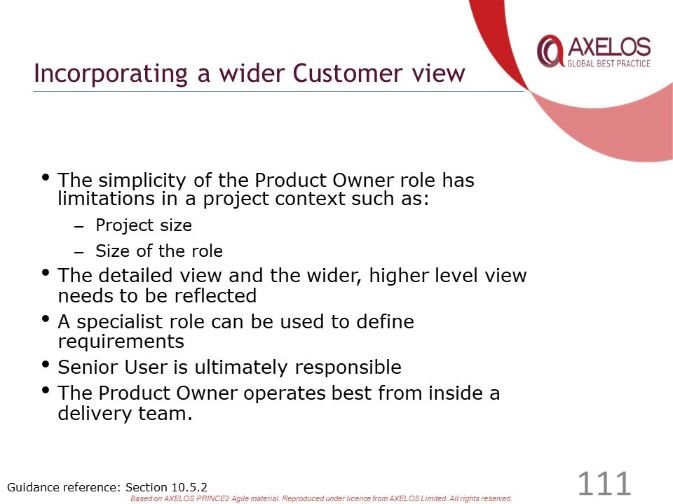 AXELOS
GLOBAL BEST PRACTICE
Incorporating a wider Customer view
• The simplicity of the Product Owner role has
limitations in a project context such as:
– Project size
– Size of the role
• The detailed view and the wider, higher level view
needs to be reflected
• A specialist role can be used to define
requirements
• Senior User is ultimately responsible
• The Product Owner operates best from inside a
delivery team.
Guidance reference: Section 10.5.2
Based on AXELOS PRINCE2 Agile material. Reproduced under licence from AXELOS Limited. All rights reserved.
111